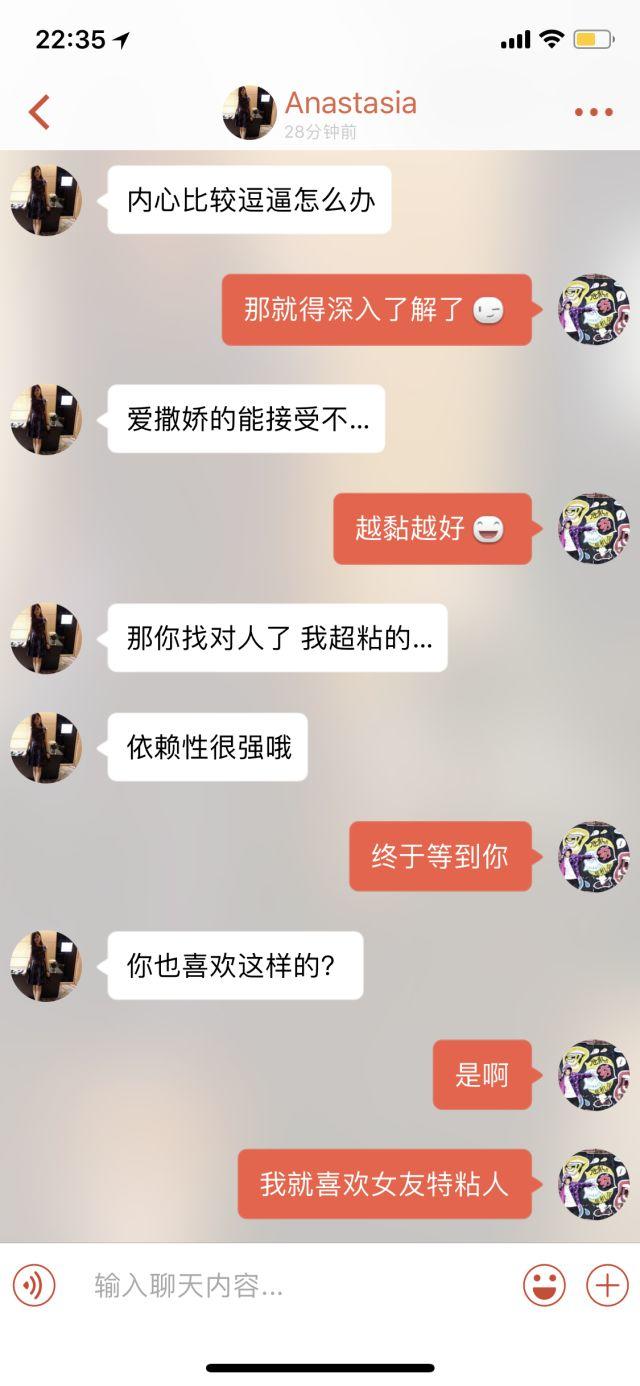 22:35
Anastasia
28分钟前
内心比较逗逼怎么办
那就得深入了解了
爱撒娇的能接受不...
越黏越好
那你找对人了 我超粘的...
依赖性很强哦
终于等到你
你也喜欢这样的？
是啊
我就喜欢女友特粘人
输入聊天内容...